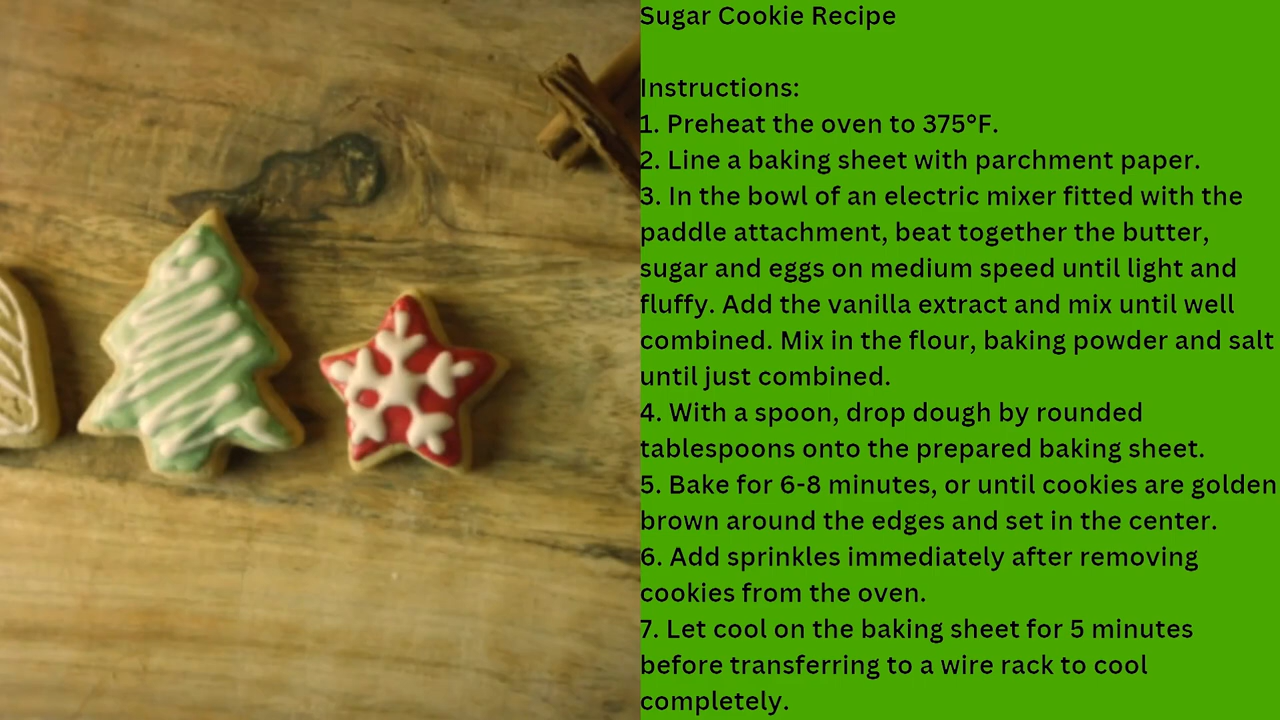 Sugar Cookie Recipe
Instructions:
1. Preheat the oven to 375°F.
2. Line a baking sheet with parchment paper.
3. In the bowl of an electric mixer fitted with the
paddle attachment, beat together the butter,
sugar and eggs on medium speed until light and
fluffy. Add the vanilla extract and mix until well
combined. Mix in the flour, baking powder and salt
until just combined.
4. With a spoon, drop dough by rounded
tablespoons onto the prepared baking sheet.
5. Bake for 6-8 minutes, or until cookies are golden
brown around the edges and set in the center.
6. Add sprinkles immediately after removing
cookies from the oven.
7. Let cool on the baking sheet for 5 minutes
before transferring to a wire rack to cool
completely.